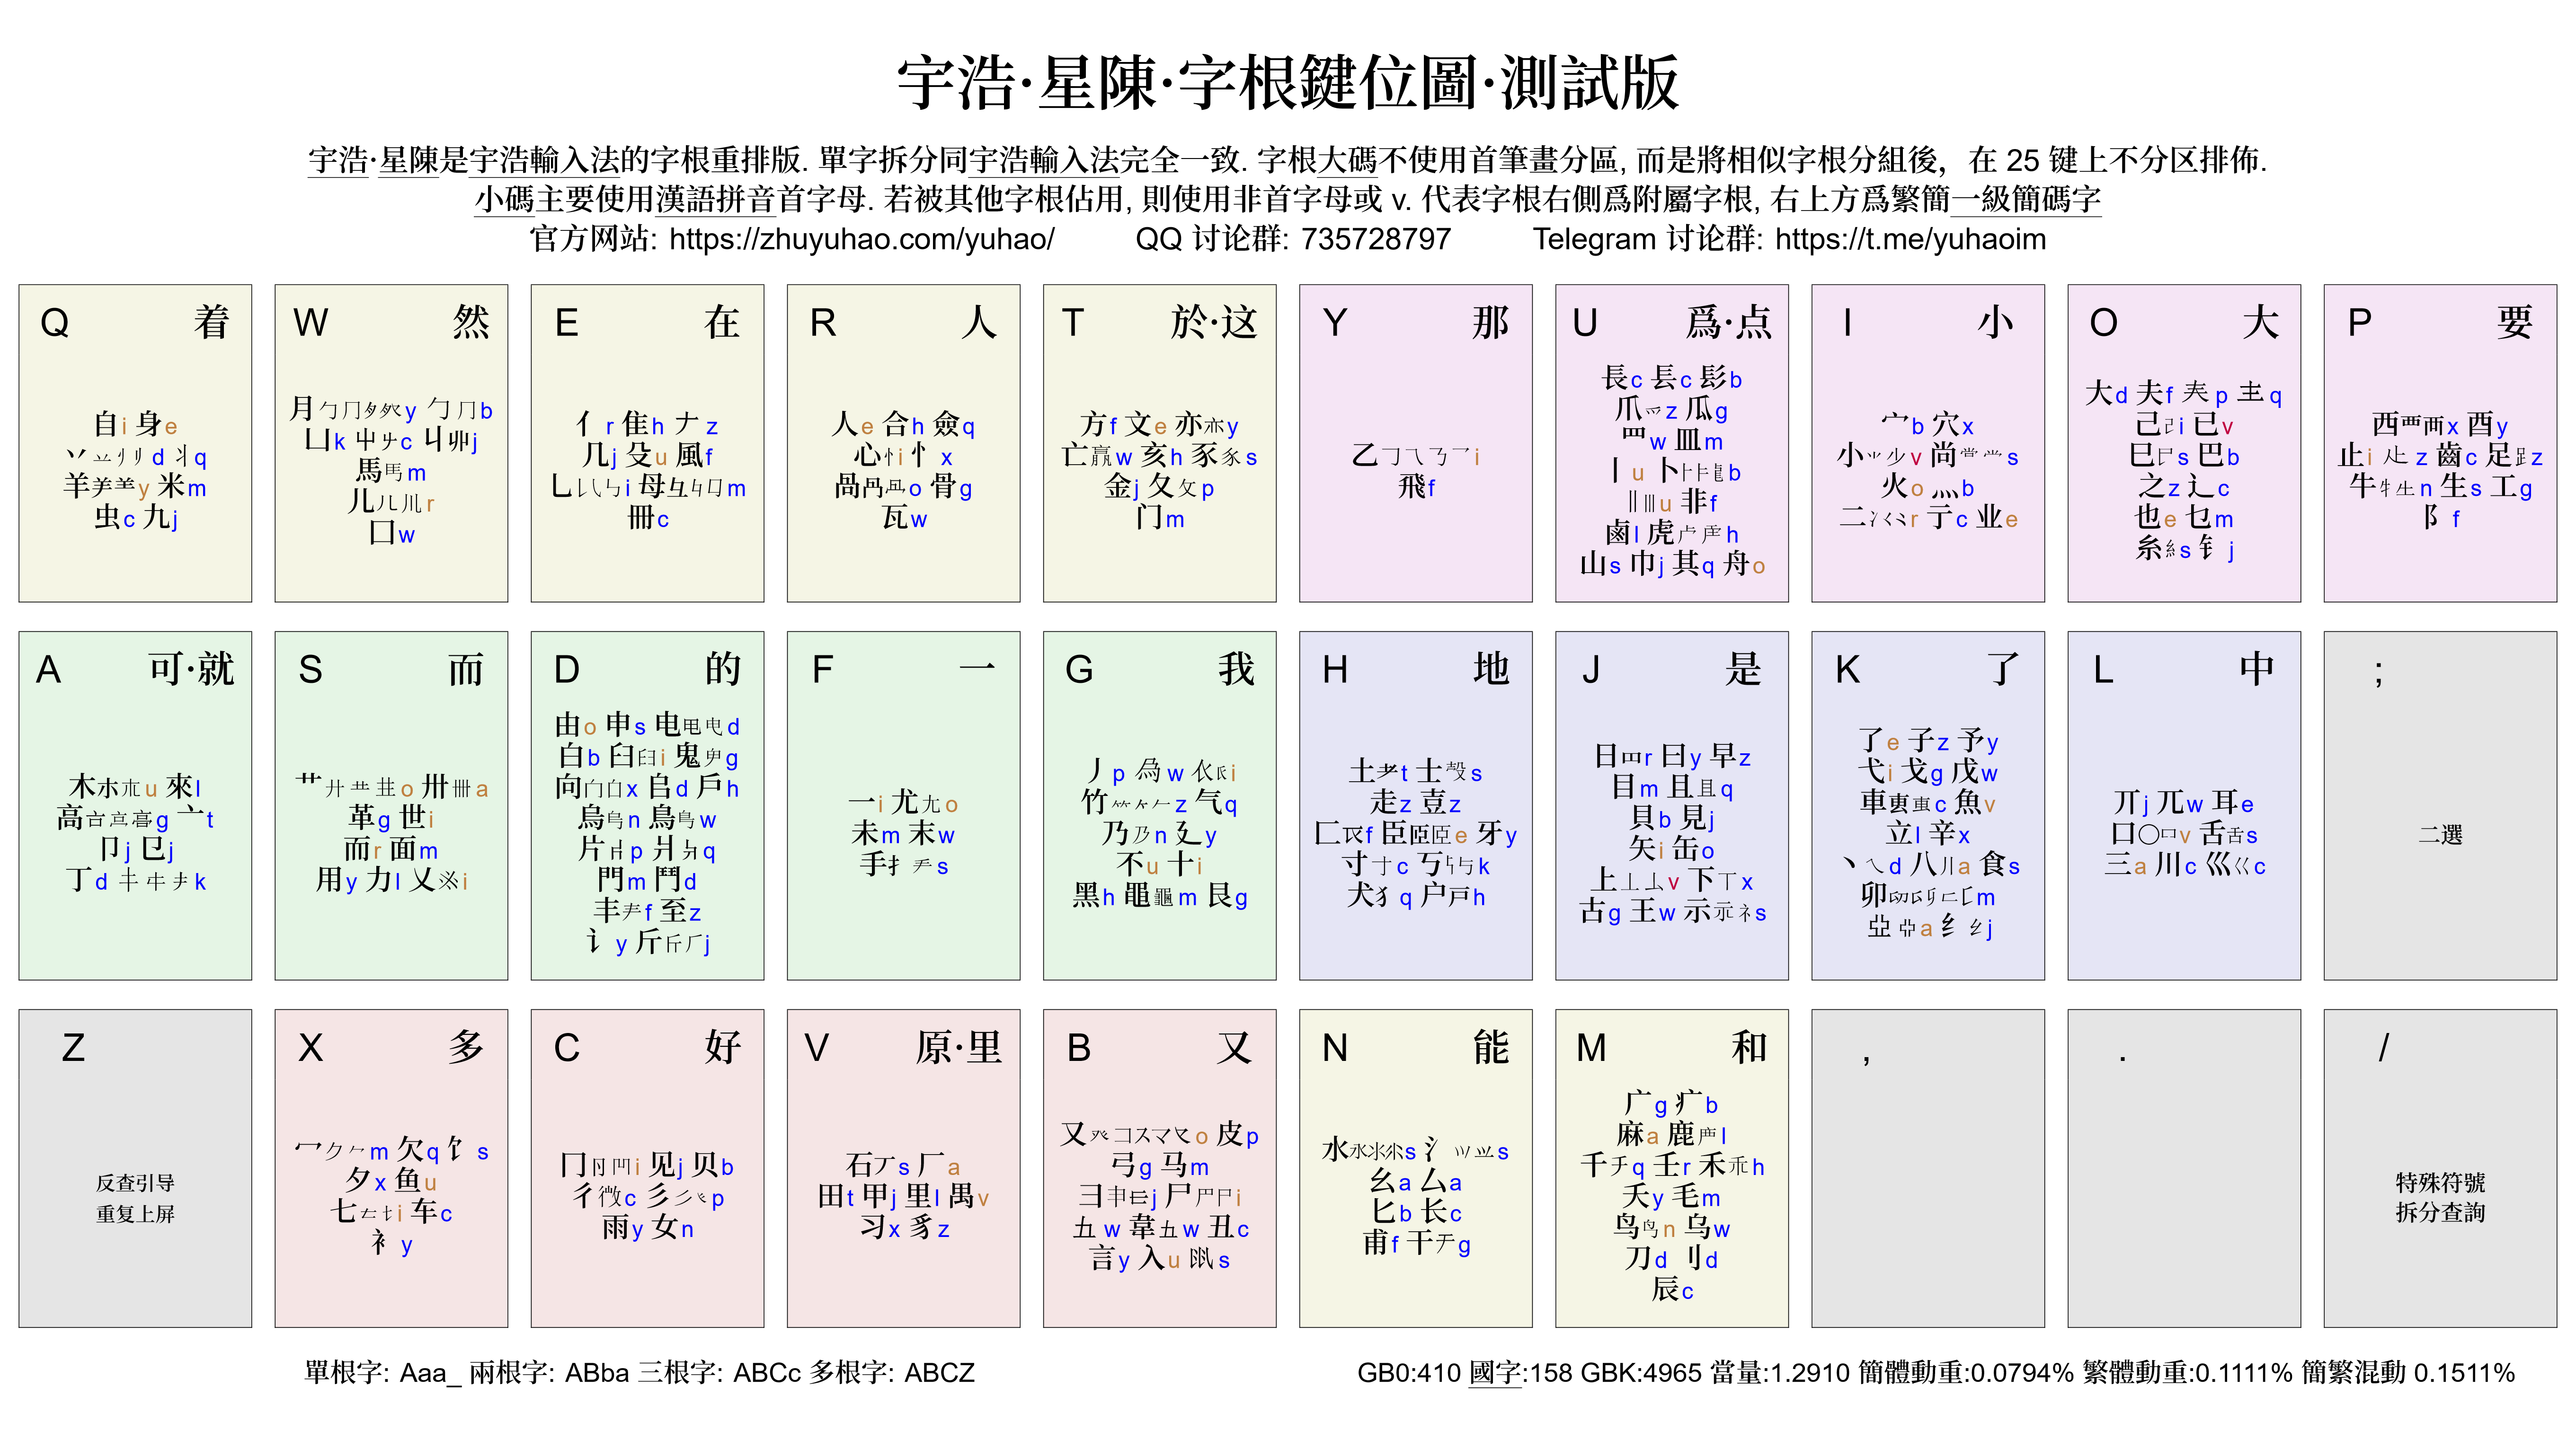 宇浩·星陳·字根鍵位圖·測試版
宇浩·星陳是宇浩輸入法的字根重排版. 單字拆分同宇浩輸入法完全一致. 字根大碼不使用首筆畫分區, 而是將相似字根分組後，在 25 键上不分区排佈.
小碼主要使用漢語拼音首字母. 若被其他字根佔用, 則使用非首字母或 v. 代表字根右側爲附屬字根, 右上方爲繁簡一級簡碼字
官方网站: https://zhuyuhao.com/yuhao/ QQ 讨论群: 735728797 Telegram 讨论群: https://t.me/yuhaoim
Q 着
自i 身e
丷 d 丬q
羊 y 米m
虫c 九j
W 然
月 y 勹 b
凵k 屮 c 丩 j
馬 m
儿 r
囗w
E 在
亻r 隹h ナz
几j 殳u 風f
乚 i 母 m
冊c
R 人
人e 合h 僉q
心 i 忄x
咼 o 骨g
瓦w
T 於·这
方f 文e 亦 y
亡 w 亥h 豕 s
金j 夂攵p
门m
Y 那
乙 i
飛f
U 爲·点
長c 镸c 髟b
爪爫z 瓜g
罒w 皿m
丨u 卜 b
u 非f
鹵l 虎 h
山s 巾j 其q 舟o
I 小
宀b 穴x
小 少v 尚 s
火o 灬b
二冫 r 亍c 业e
O 大
大d 夫f p 龶q
己 i 已v
巳 s 巴b
之z 辶c
也e 乜m
糸糹s 钅j
P 要
西覀 x 酉y
止i z 齒c 足 z
牛牜 n 生s 工g
阝f
A 可·就
木 u 來l
高 g 亠t
卩j 㔾j
丁d k
S 而
艹廾 o 卅 a
革g 世i
而r 面m
用y 力l 乂 i
D 的
由o 申s 电 d
白b 臼 i 鬼 g
向 x 𠂤d 戶h
烏 n 鳥 w
片 p 爿 q
門m 鬥d
丰 f 至z
讠y 斤 j
F 一
一i 尤 o
未m 末w
手扌 s
G 我
丿p w 衣 i
竹 z 气q
乃 n 廴y
不u 十i
黑h 黽 m 艮g
H 地
土耂t 士 s
走z 壴z
匚 f 臣 e 牙y
寸 c 丂 k
犬犭q 户 h
J 是
日 r 曰y 早z
目m 且 q
貝b 見j
矢i 缶o
上 v 下 x
古g 王w 示 礻s
K 了
了e 子z 予y
弋i 戈g 戊w
車 c 魚v
立l 辛x
丶 d 八 a 食s
卯 m
亞 a 纟 j
L 中
丌j 兀w 耳e
口〇 v 舌 s
三a 川c 巛 c
;
二選
Z
反查引导
重复上屏
X 多
乛 m 欠q 饣s
夕x 鱼u
七 i 车c
衤y
C 好
冂 i 见j 贝b
彳 c 彡 p
雨y 女n
V 原·里
石 s 厂a
田t 甲j 里l 禺v
习x 豸z
B 又
又 o 皮p
弓g 马m
彐 j 尸 i
五w 韋 w 丑c
言y 入u 鼠s
N 能
水 s 氵 s
幺a 厶a
匕b 长c
甫f 干 g
M 和
广g 疒b
麻a 鹿 l
千 q 壬r 禾 h
夭y 毛m
鸟 n 乌w
刀d 刂d
辰c
,
.
/
特殊符號
拆分查詢
單根字: Aaa_ 兩根字: ABba 三根字: ABCc 多根字: ABCZ
GB0:410 國字:158 GBK:4965 當量:1.2910 簡體動重:0.0794% 繁體動重:0.1111% 簡繁混動 0.1511%